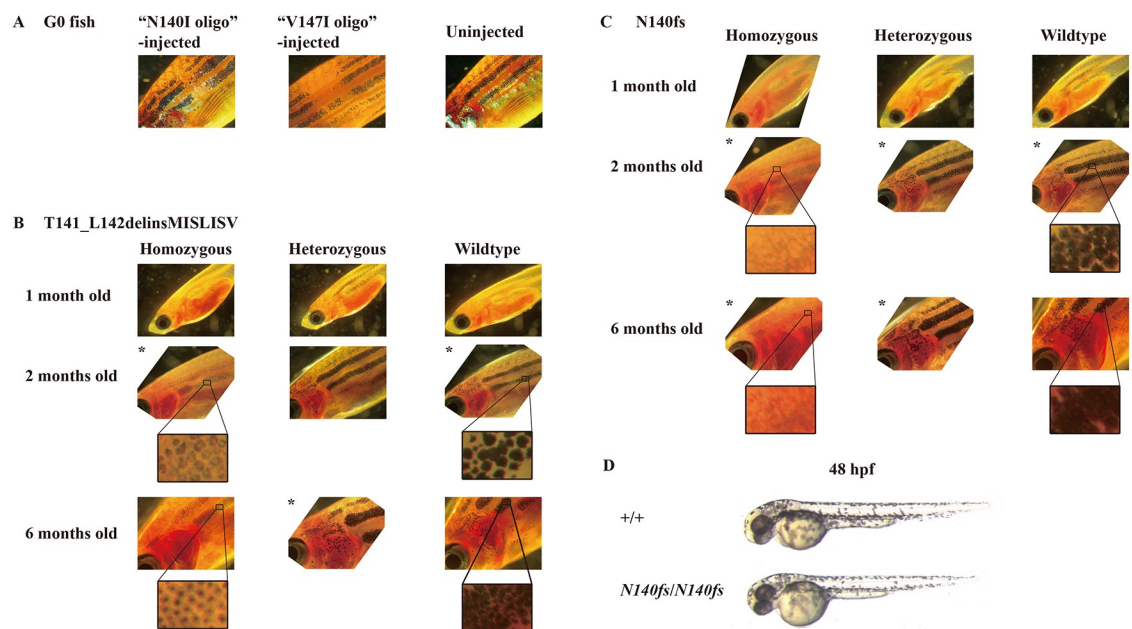 A G0 fish
“N140I oligo”
-injected
“V147I oligo”
-injected
Uninjected
B T141_L142delinsMISLISV
Homozygous Heterozygous Wildtype
1 month old
*
*
2 months old
*
6 months old
C N140fs
Homozygous Heterozygous Wildtype
1 month old
* * *
2 months old
* *
6 months old
D 48 hpf
+/+
N140fs/N140fs